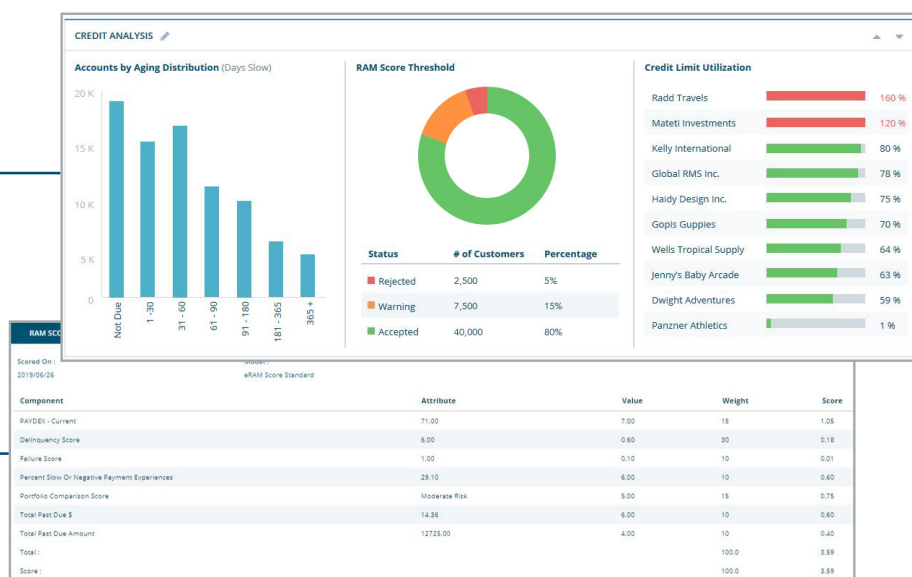 CREDIT ANALYSIS
Accounts by Aging Distribution (Days Slow)
20 K
15 K
10 K
5 K
0
Not Due
1 -30
31 - 60
61 - 90
91 - 180
181 - 365
365 +
RAM Score Threshold
Status # of Customers Percentage
Rejected 2,500 5%
Warning 7,500 15%
Accepted 40,000 80%
Credit Limit Utilization
Radd Travels 160 %
Mateti Investments 120 %
Kelly International 80 %
Global RMS Inc. 78 %
Haidy Design Inc. 75 %
Gopis Guppies 70 %
Wells Tropical Supply 64 %
Jenny's Baby Arcade 63 %
Dwight Adventures 59 %
Panzner Athletics 1 %
RAM SCO
Scored On :
2019/06/26 eRAM Score Standard
Component Attribute Value Weight Score
PAYDEX - Current 71.00 7.00 15 1.05
Delinquency Score 6.00 0.60 30 0.18
Failure Score 1.00 0.10 10 0.01
Percent Slow Or Negative Payment Experiences 29.10 6.00 10 0.60
Portfolio Comparison Score Moderate Risk 5.00 15 0.75
Total Past Due $ 14.36 6.00 10 0.60
Total Past Due Amount 12725.00 4.00 10 0.40
Total : 100.0 3.59
Score : 100.0 3.59